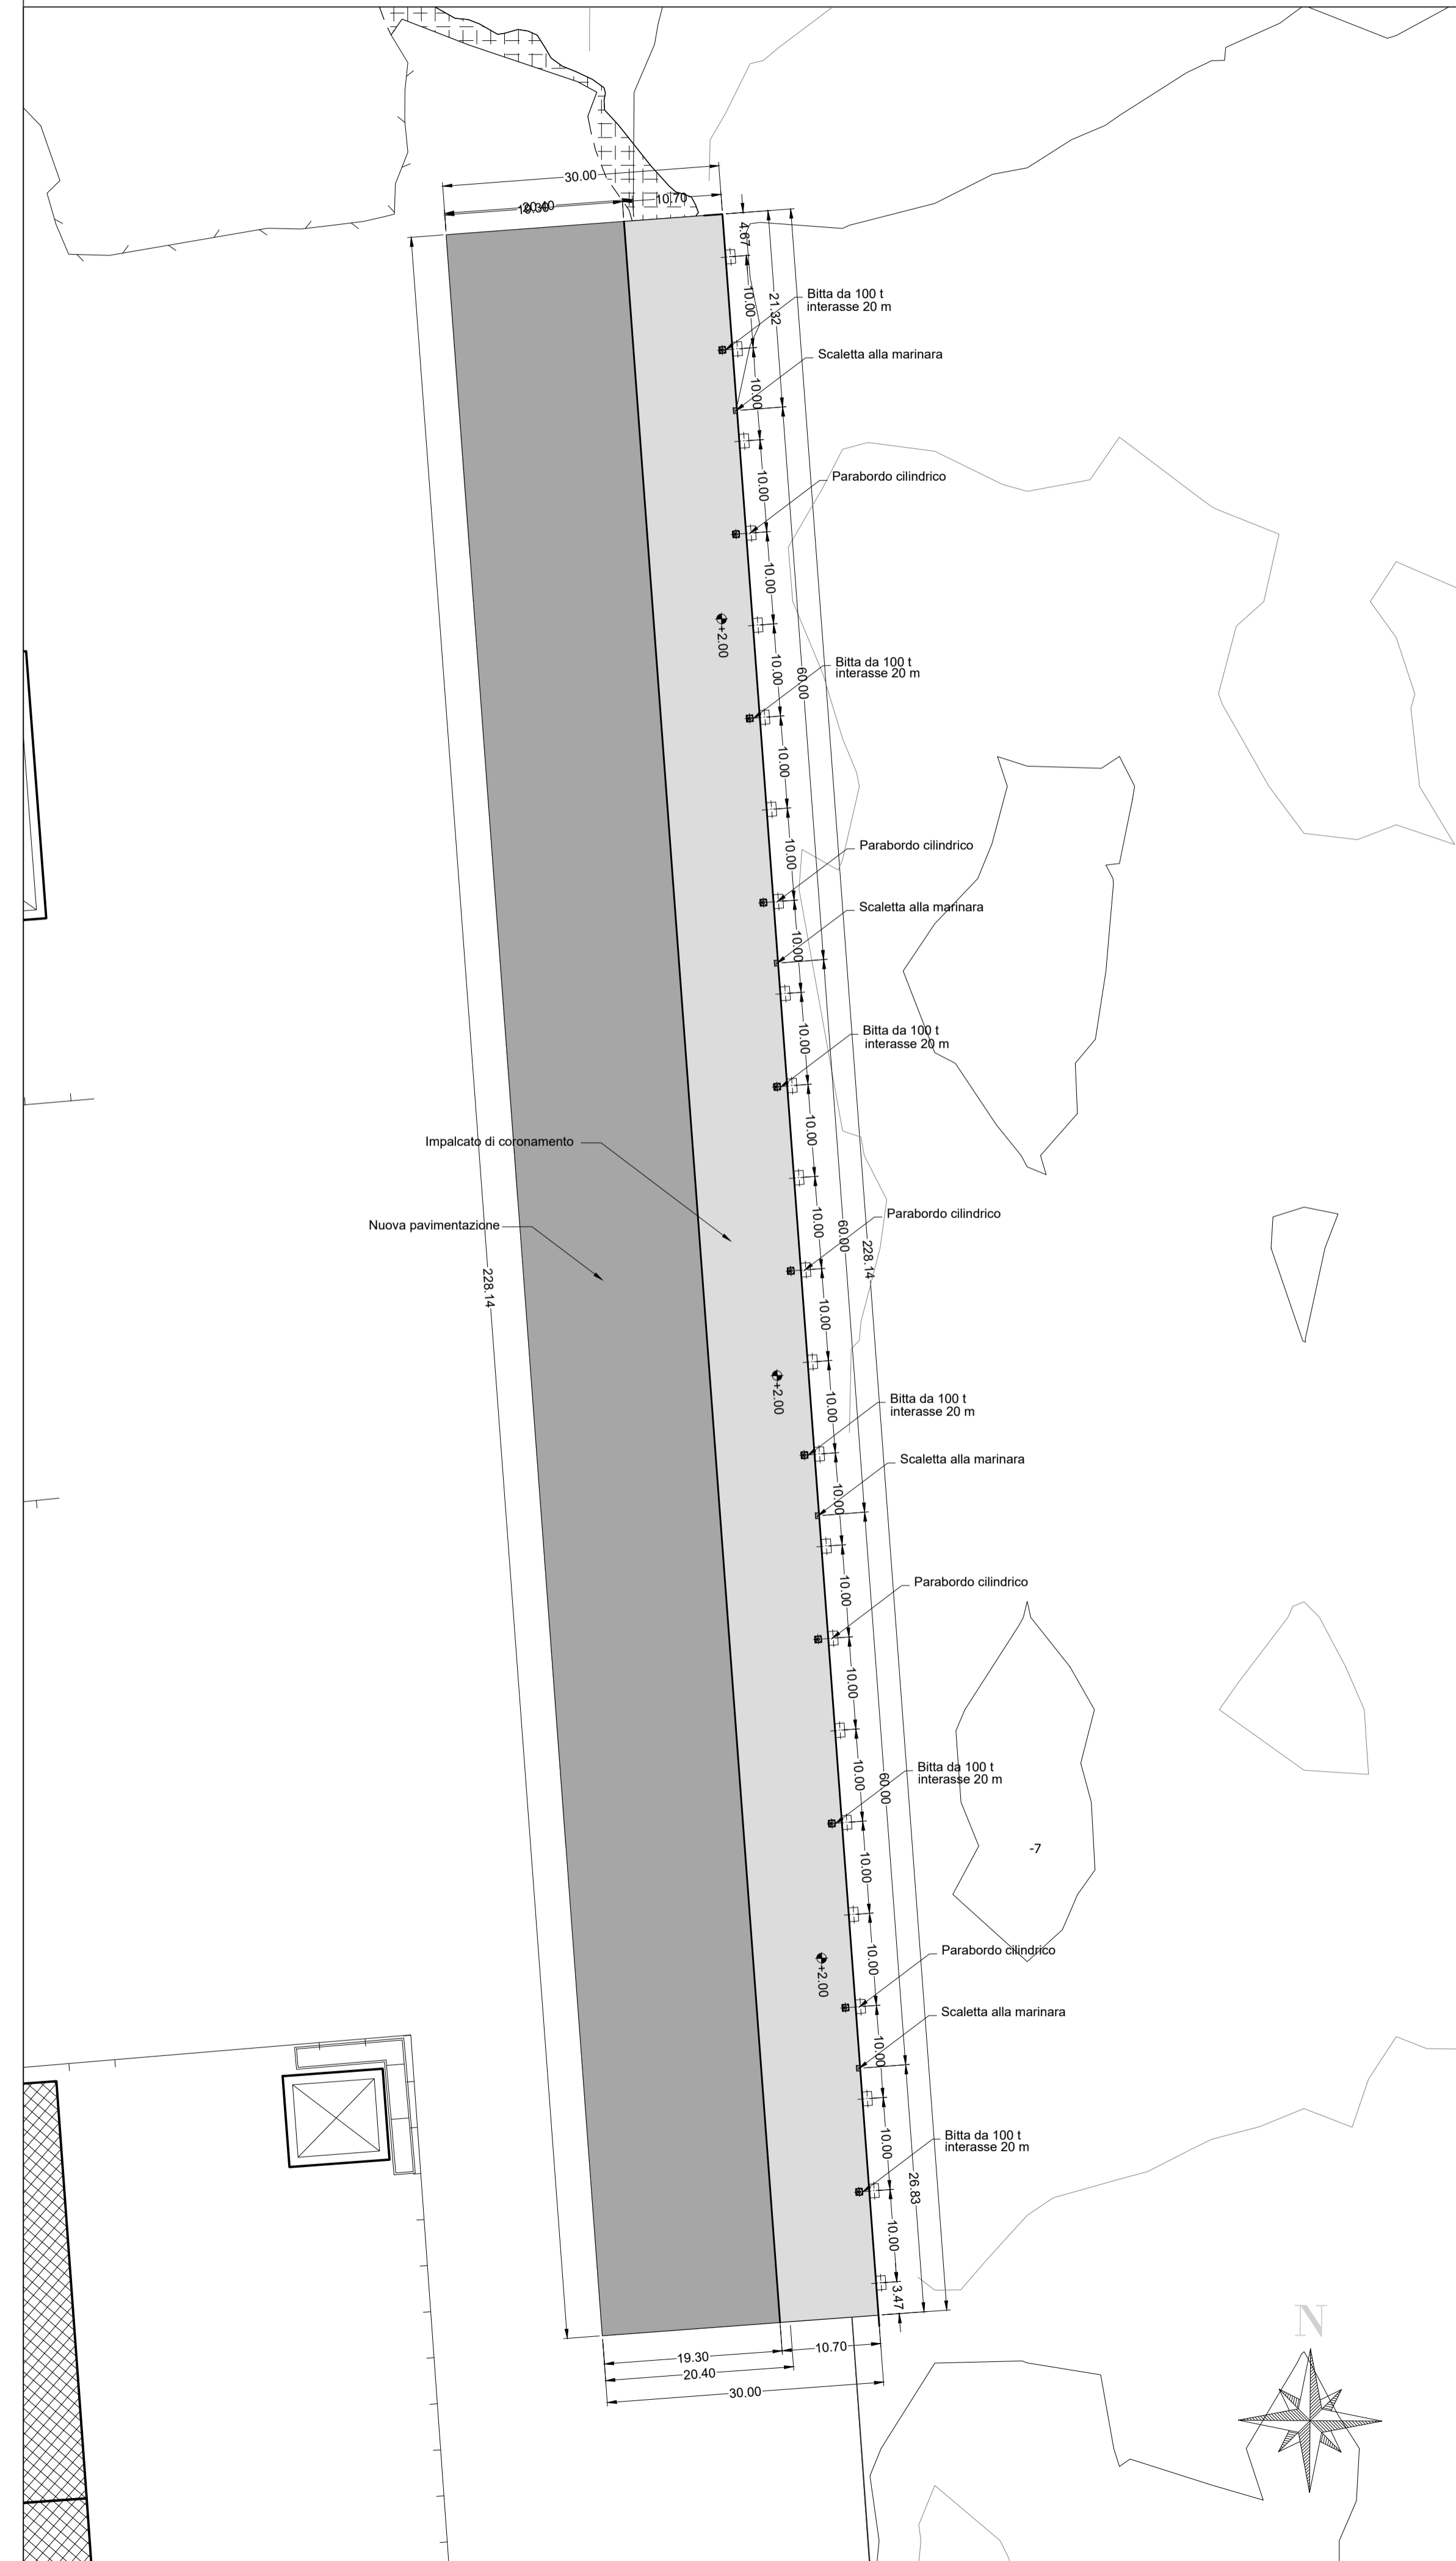 30.00
20.40
19.30
10.70
4.67
10.00
21.32
Bitta da 100 t
interasse 20 m
Scaletta alla marinara
10.00
Parabordo cilindrico
10.00
10.00
+2.00
Bitta da 100 t
interasse 20 m
10.00
60.00
10.00
Parabordo cilindrico
10.00
Scaletta alla marinara
10.00
Bitta da 100 t
interasse 20 m
10.00
10.00
Impalcato di coronamento
Parabordo cilindrico
Nuova pavimentazione
10.00
60.00
228.14
228.14
10.00
+2.00
Bitta da 100 t
interasse 20 m
10.00
Scaletta alla marinara
10.00
Parabordo cilindrico
10.00
10.00
Bitta da 100 t
interasse 20 m
10.00
60.00
-7
10.00
Parabordo cilindrico
10.00
+2.00
Scaletta alla marinara
10.00
Bitta da 100 t
interasse 20 m
10.00
26.83
10.00
3.47
N
19.30
10.70
20.40
30.00